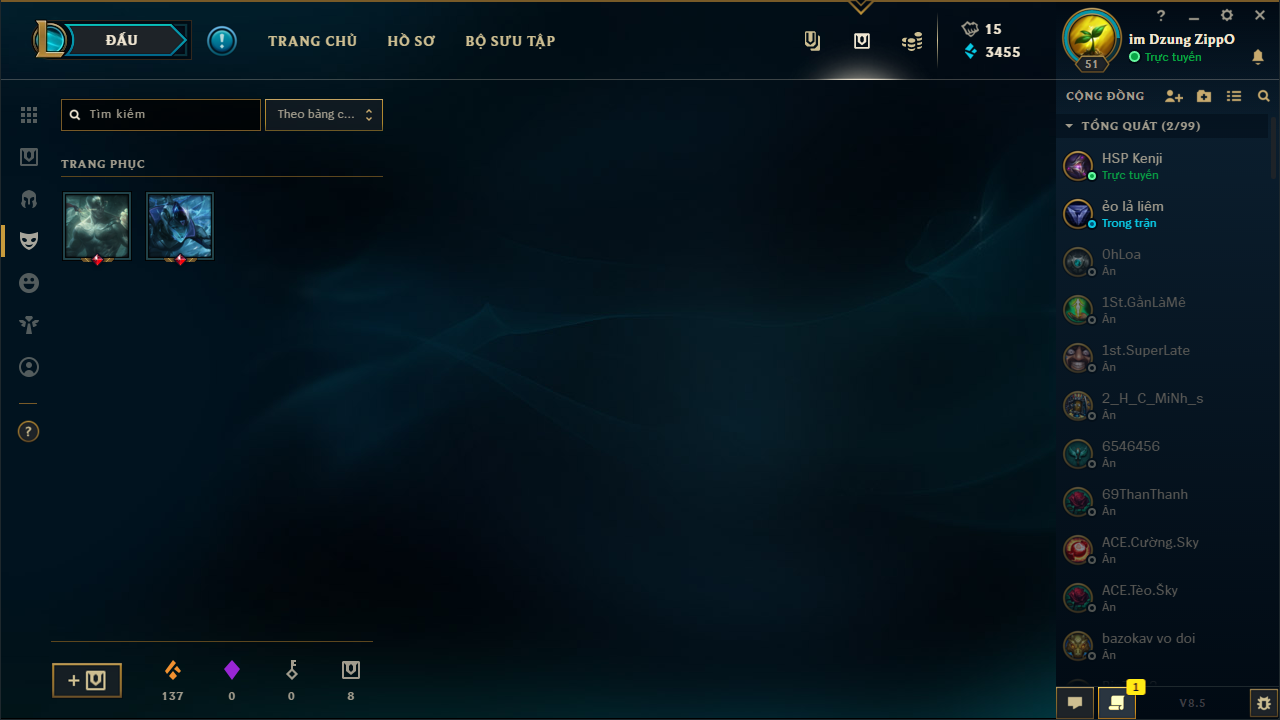 ĐẤU
TRANG CHỦ
HỒ SƠ
BỘ SƯU TẬP
15
3455
51
im Dzung ZippO
Trực tuyến
Tìm kiếm
Theo bảng c...
TRANG PHỤC
137
0
0
8
CỘNG ĐỒNG
TỔNG QUÁT (2/99)
HSP Kenji
Trực tuyến
ẻo lả liêm
Trong trận
0hLoa
Ẩn
1St.GầnLàMê
Ẩn
1st.SuperLate
Ẩn
2_H_C_MiNh_s
Ẩn
6546456
Ẩn
69ThanThanh
Ẩn
ACE.Cường.Sky
Ẩn
ACE.Tèo.Šky
Ẩn
bazokav vo doi
Ẩn
1
V8.5